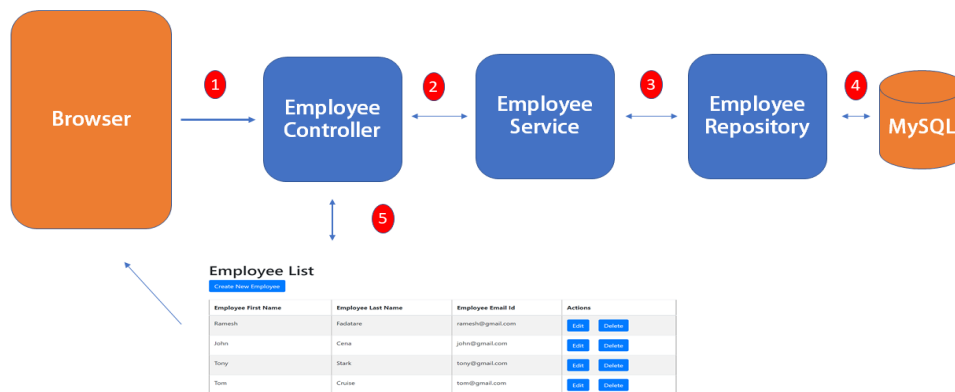 1
2
3
4
5
Browser
Employee
Controller
Employee
Service
Employee
Repository
MySQL
Employee List
Create New Employee
Employee First Name Employee Last Name Employee Email Id Actions
Ramesh Fadatare ramesh@gmail.com Edit Delete
John Cena john@gmail.com Edit Delete
Tony Stark tony@gmail.com Edit Delete
Tom Cruise tom@gmail.com Edit Delete